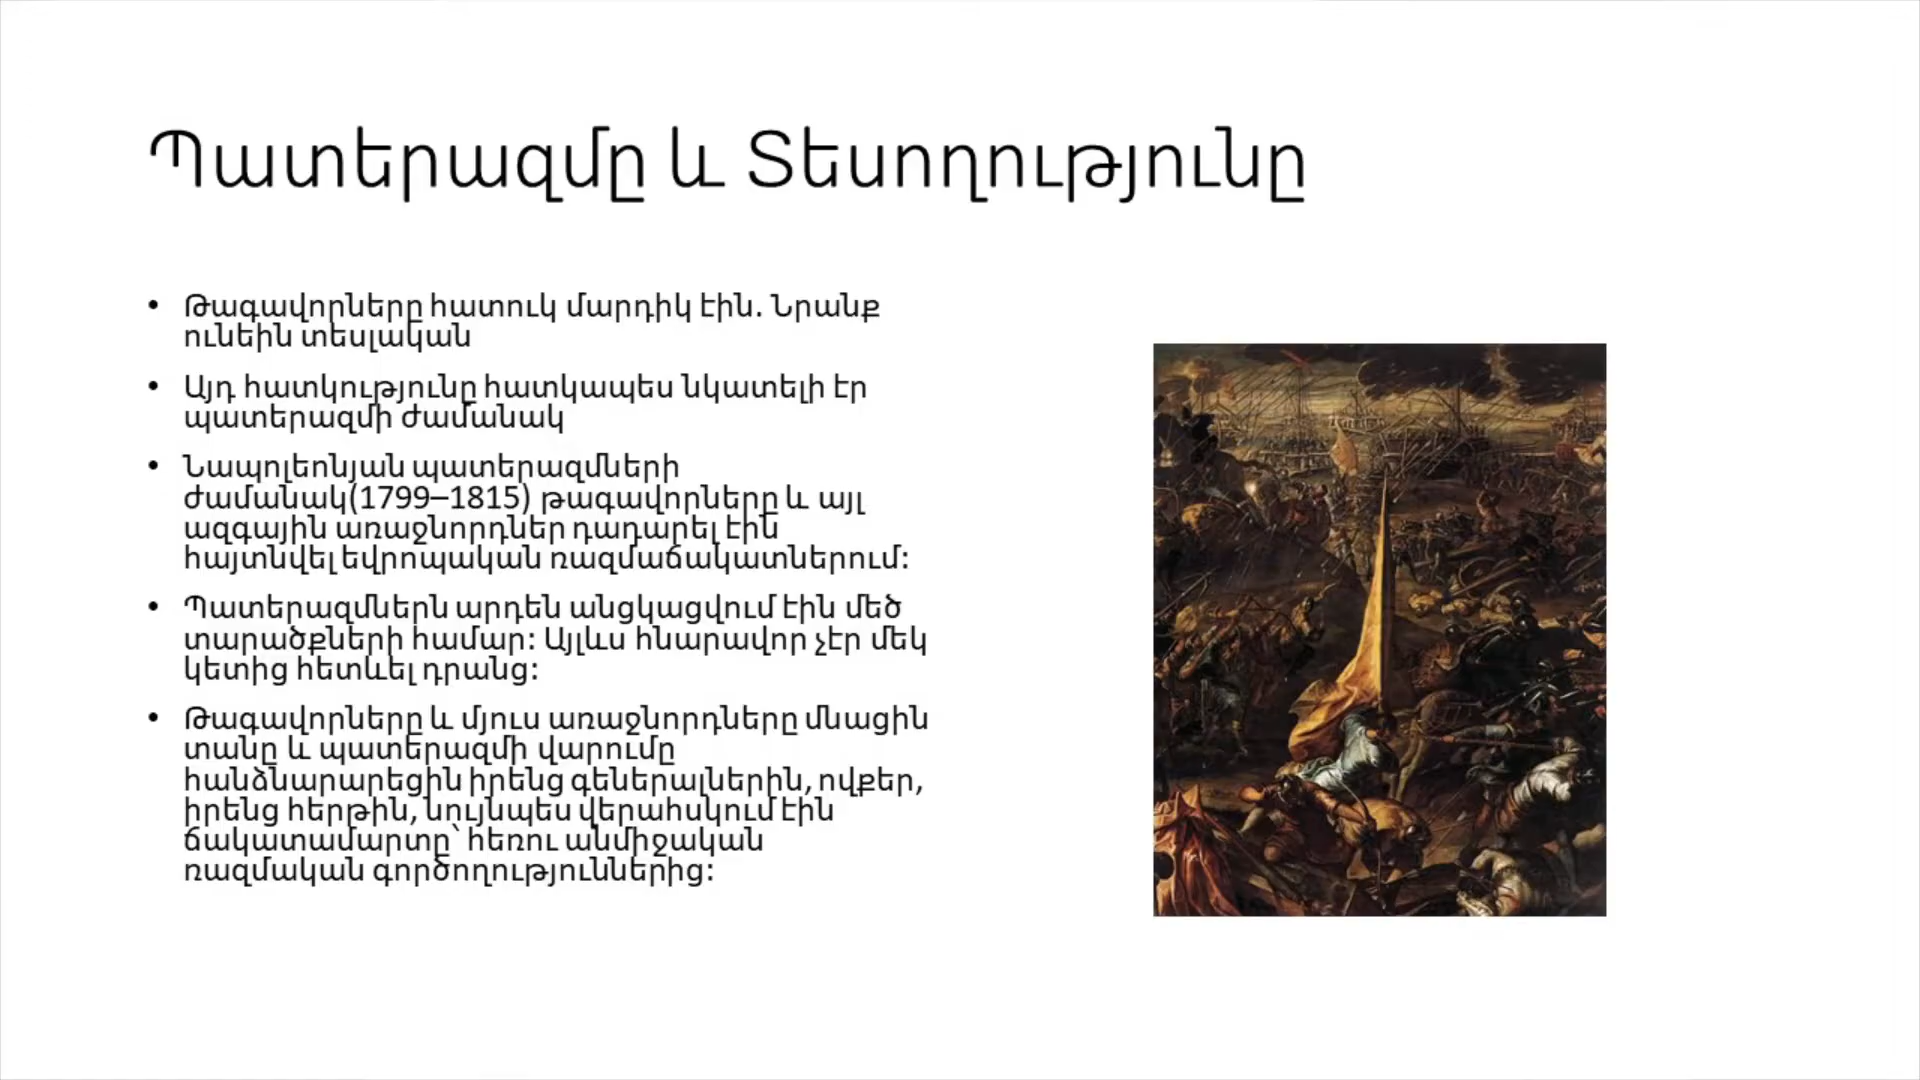 Պատերազմը և Տեսողությունը
• Թագավորները հատուկ մարդիկ էին. Նրանք
ունեին տեսլական
• Այդ հատկությունը հատկապես նկատելի էր
պատերազմի ժամանակ
• Նապոլեոնյան պատերազմների
ժամանակ(1799–1815) թագավորները և այլ
ազգային առաջնորդներ դադարել էին
հայտնվել եվրոպական ռազմաճակատներում:
• Պատերազմներն արդեն անցկացվում էին մեծ
տարածքների համար: Այլևս հնարավոր չէր մեկ
կետից հետևել դրանց:
• Թագավորները և մյուս առաջնորդները մնացին
տանը և պատերազմի վարումը
հանձնարարեցին իրենց գեներալներին, ովքեր,
իրենց հերթին, նույնպես վերահսկում էին
ճակատամարտը՝ հեռու անմիջական
ռազմական գործողություններից: